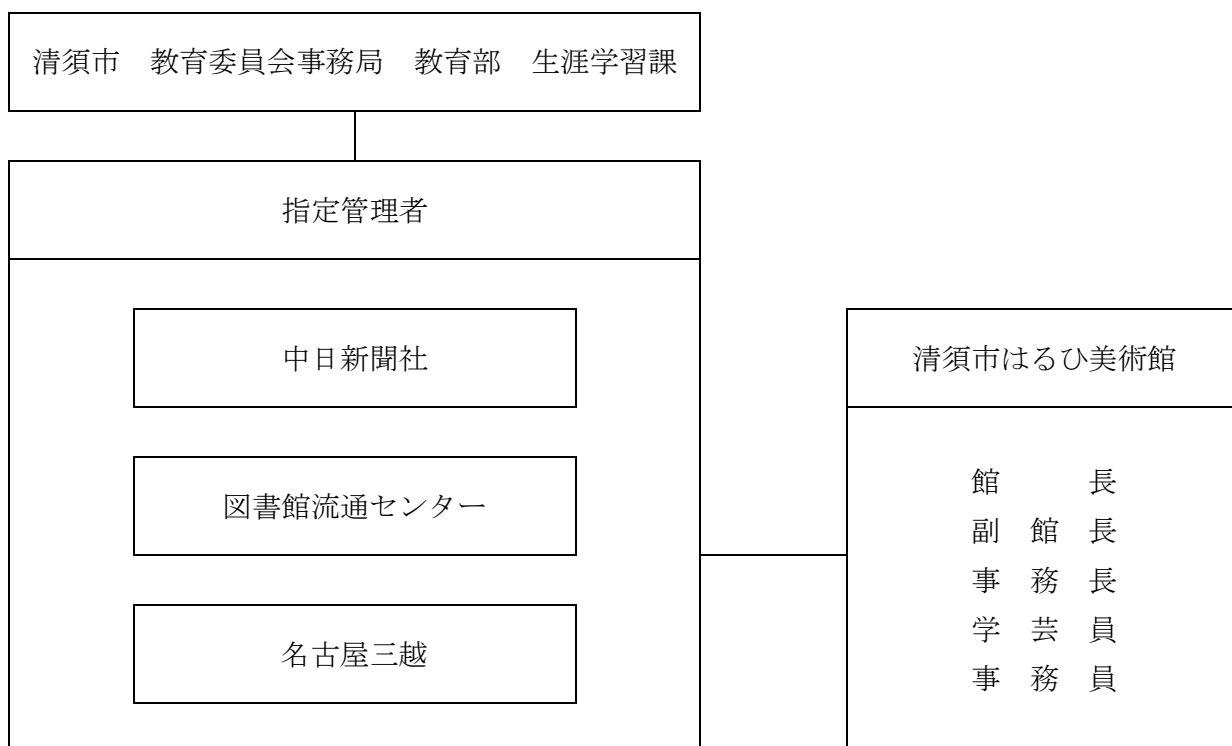 清須市　教育委員会事務局　教育部　生涯学習課
指定管理者
中日新聞社
図書館流通センター
名古屋三越
清須市はるひ美術館
館　　　長
副　館　長
事　務　長
学　芸　員
事　務　員